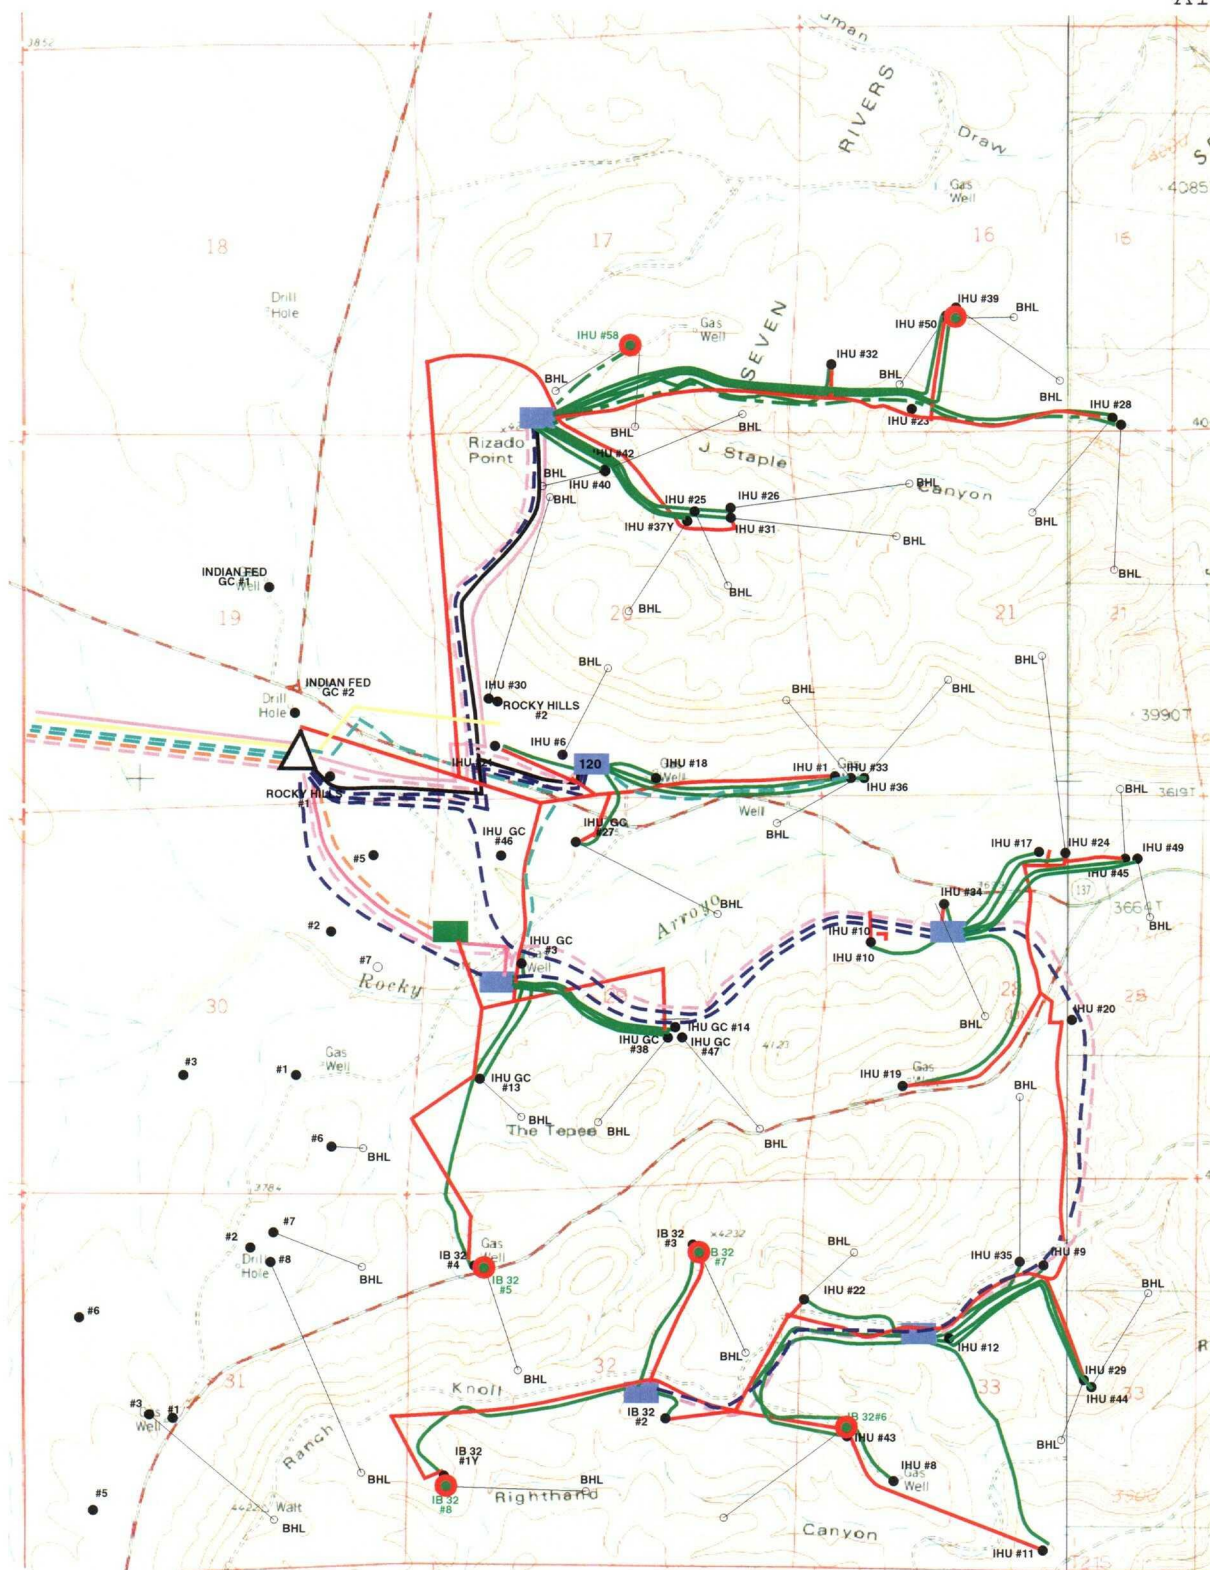 3852
RIVERS
Draw
Gas
Well
18
17
16
Drill
Hole
SEVEN
IHU #39
IHU #50
BHL
IHU #58
Gas
Well
IHU #32
BHL
BHL
BHL
IHU #28
IHU #23
BHL
BHL
Rizado
Point
IHU #42
J Staple
Canyon
BHL
IHU #40
BHL
IHU #25
IHU #26
BHL
BHL
IHU #37Y
IHU #31
BHL
INDIAN FED
GC #1
Well
BHL
BHL
BHL
19
20
21
21
BHL
BHL
INDIAN FED
GC #2
Drill
Hole
IHU #30
ROCKY HILLS
#2
BHL
BHL
3990T
IHU #6
120
IHU #18
Well
IHU #1
IHU #33
IHU #36
ROCKY HILLS
#1
BHL
3619T
Well
BHL
IHU GC
#27
IHU GC
#46
#5
IHU #17
IHU #24
IHU #49
IHU #45
137
3664T
BHL
IHU #34
BHL
Arroyo
#2
IHU #10
IHU #10
IHU GC
#3
Well
#7
Rocky
30
28
28
BHL
IHU #20
IHU GC #14
IHU GC
#38
IHU GC
#47
4123
#3
#1
Gas
Well
IHU GC
#13
IHU #19
Gas
BHL
BHL
The Tepee
BHL
BHL
#6
BHL
3784
#7
#2
#8
Drill
Hole
BHL
IB 32
#4
Gas
Well
IB 32
#5
IB 32
#3
x4232
B 32
#7
BHL
IHU #35
IHU #9
BHL
IHU #22
#6
IHU #12
BHL
BHL
31
32
33
33
IHU #29
IHU #44
Knoll
#3
#1
Gas
Well
IB 32
#2
IB 32#6
IHU #43
BHL
Ranch
IB 32
#1Y
IHU #8
Gas
Well
BHL
BHL
IB 32
#8
Righthand
#5
Walt
BHL
BHL
Canyon
IHU #11